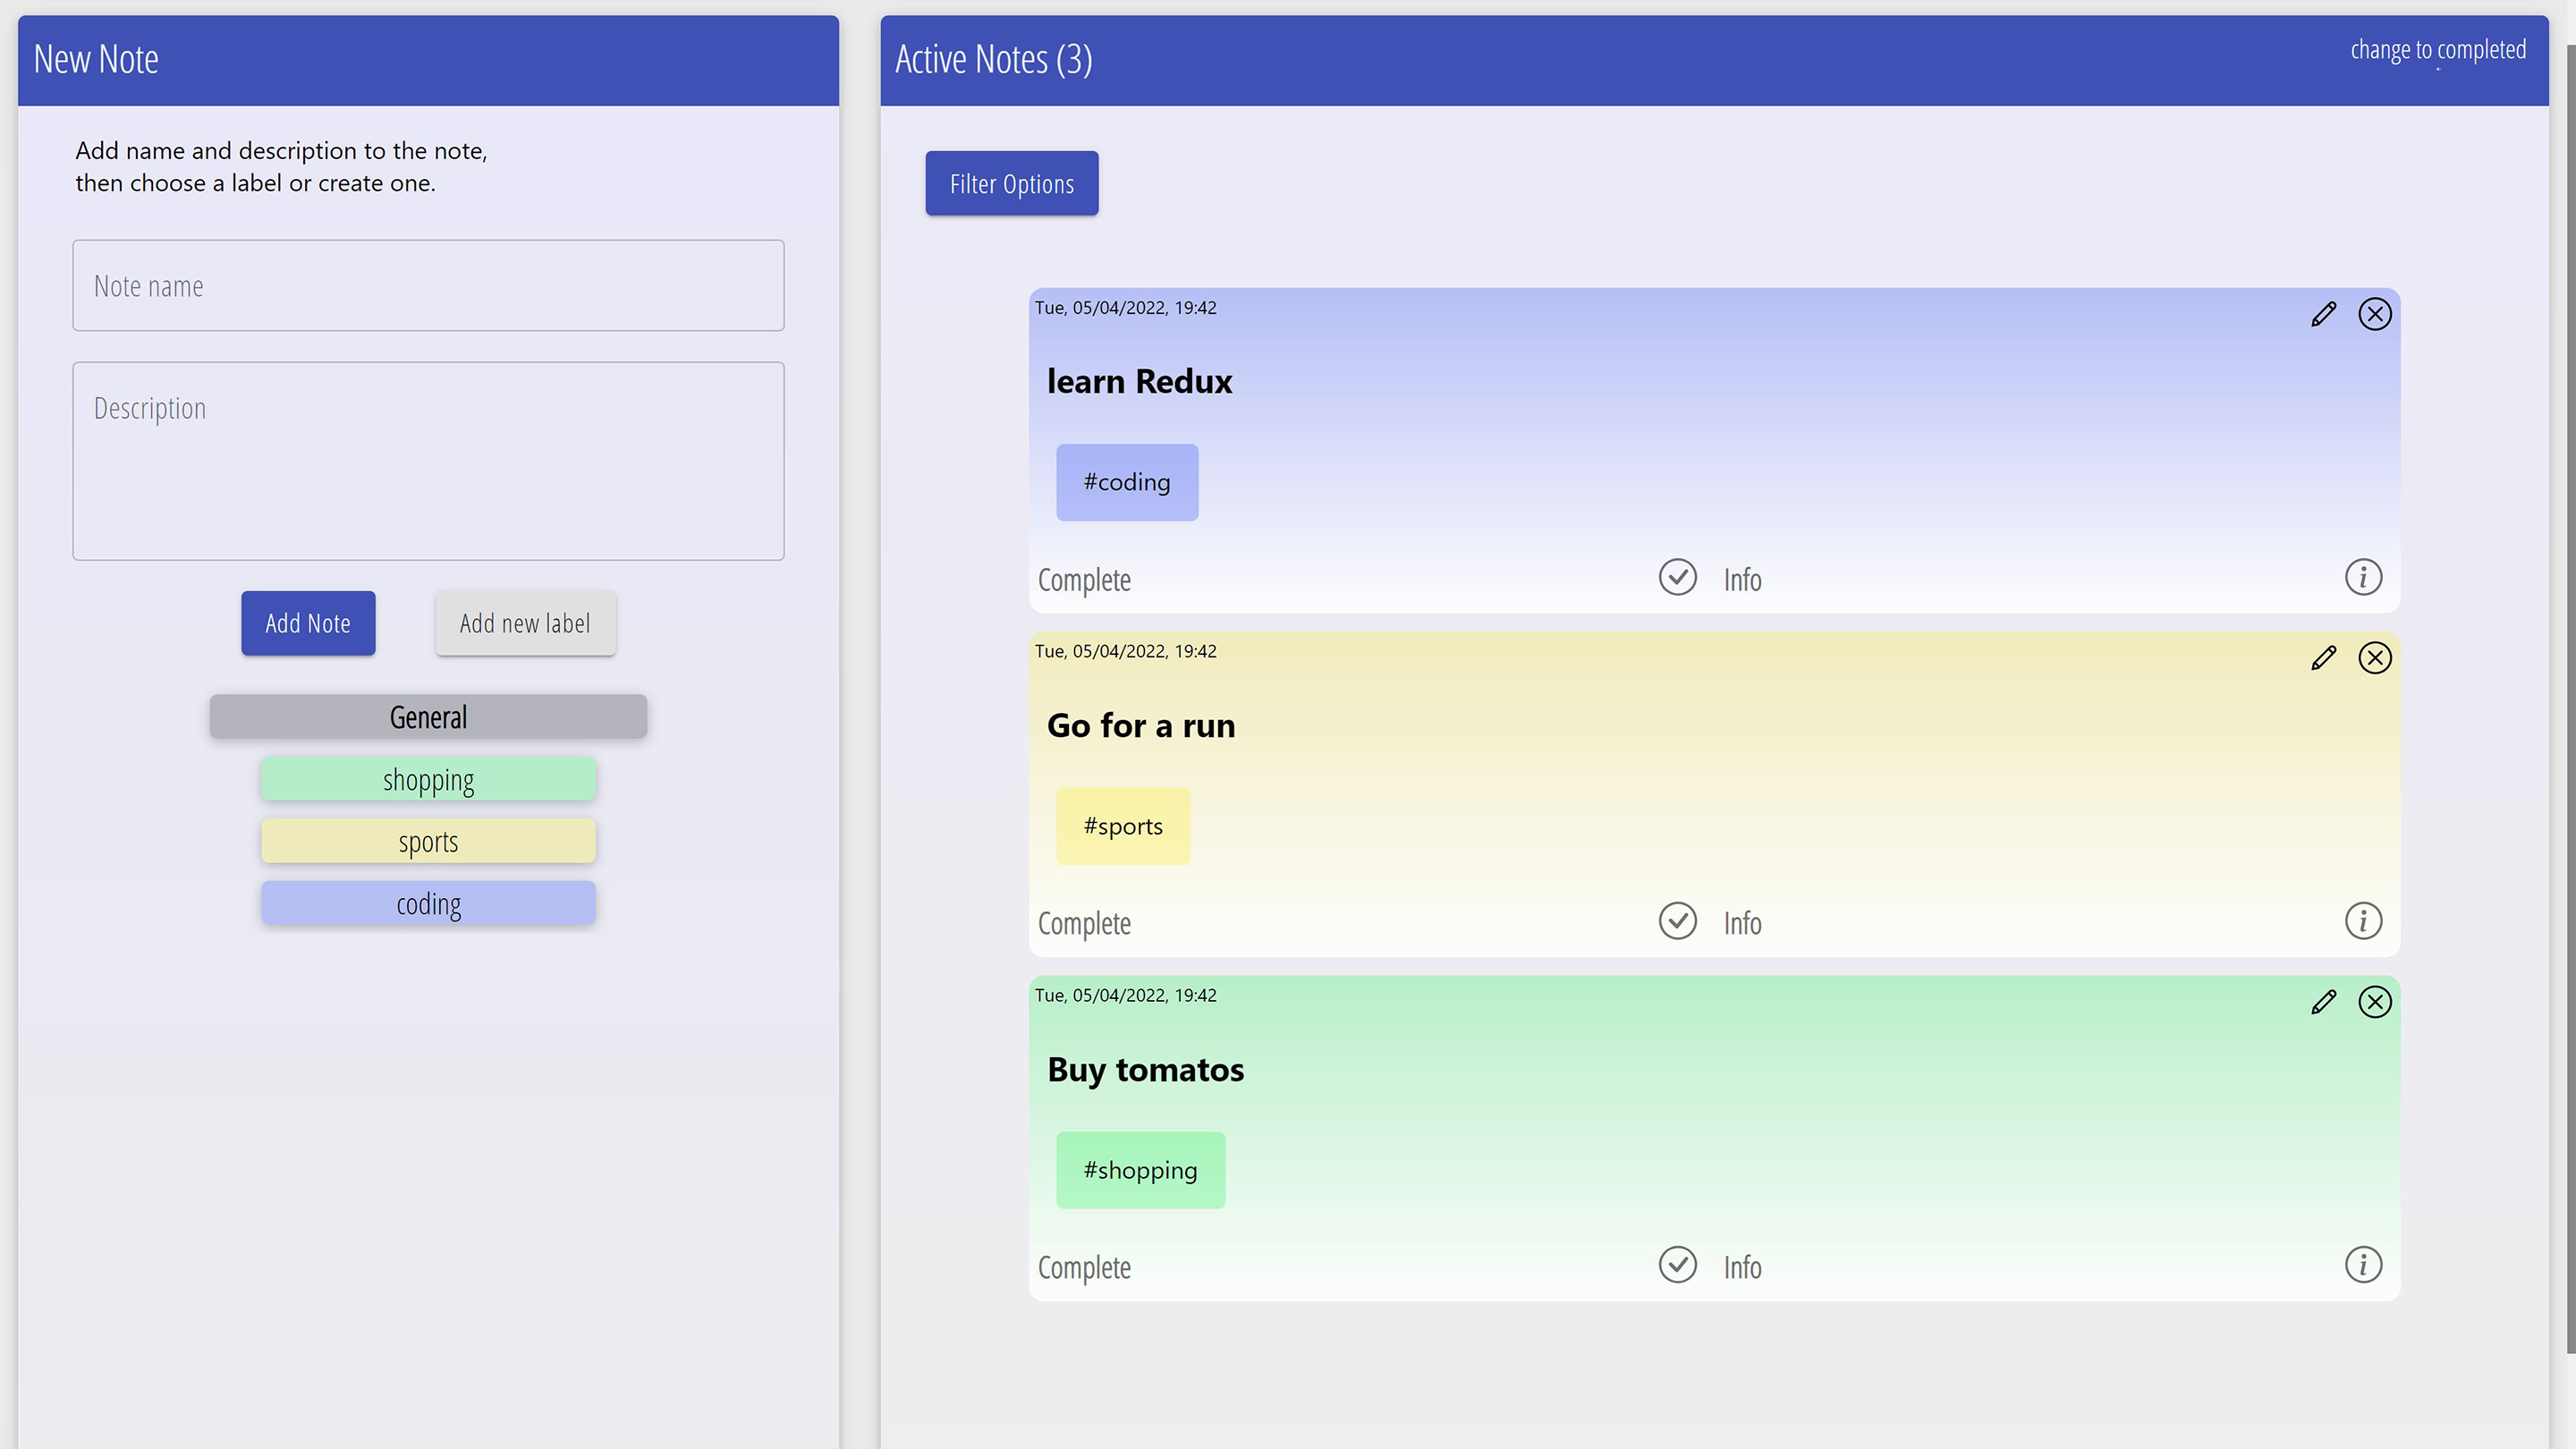 New Note
Add name and description to the note,
then choose a label or create one.
Note name
Description
Add Note
Add new label
General
shopping
sports
coding
Active Notes (3)
change to completed
Filter Options
Tue, 05/04/2022, 19:42
learn Redux
#coding
Complete
Info
Tue, 05/04/2022, 19:42
Go for a run
#sports
Complete
Info
Tue, 05/04/2022, 19:42
Buy tomatos
#shopping
Complete
Info